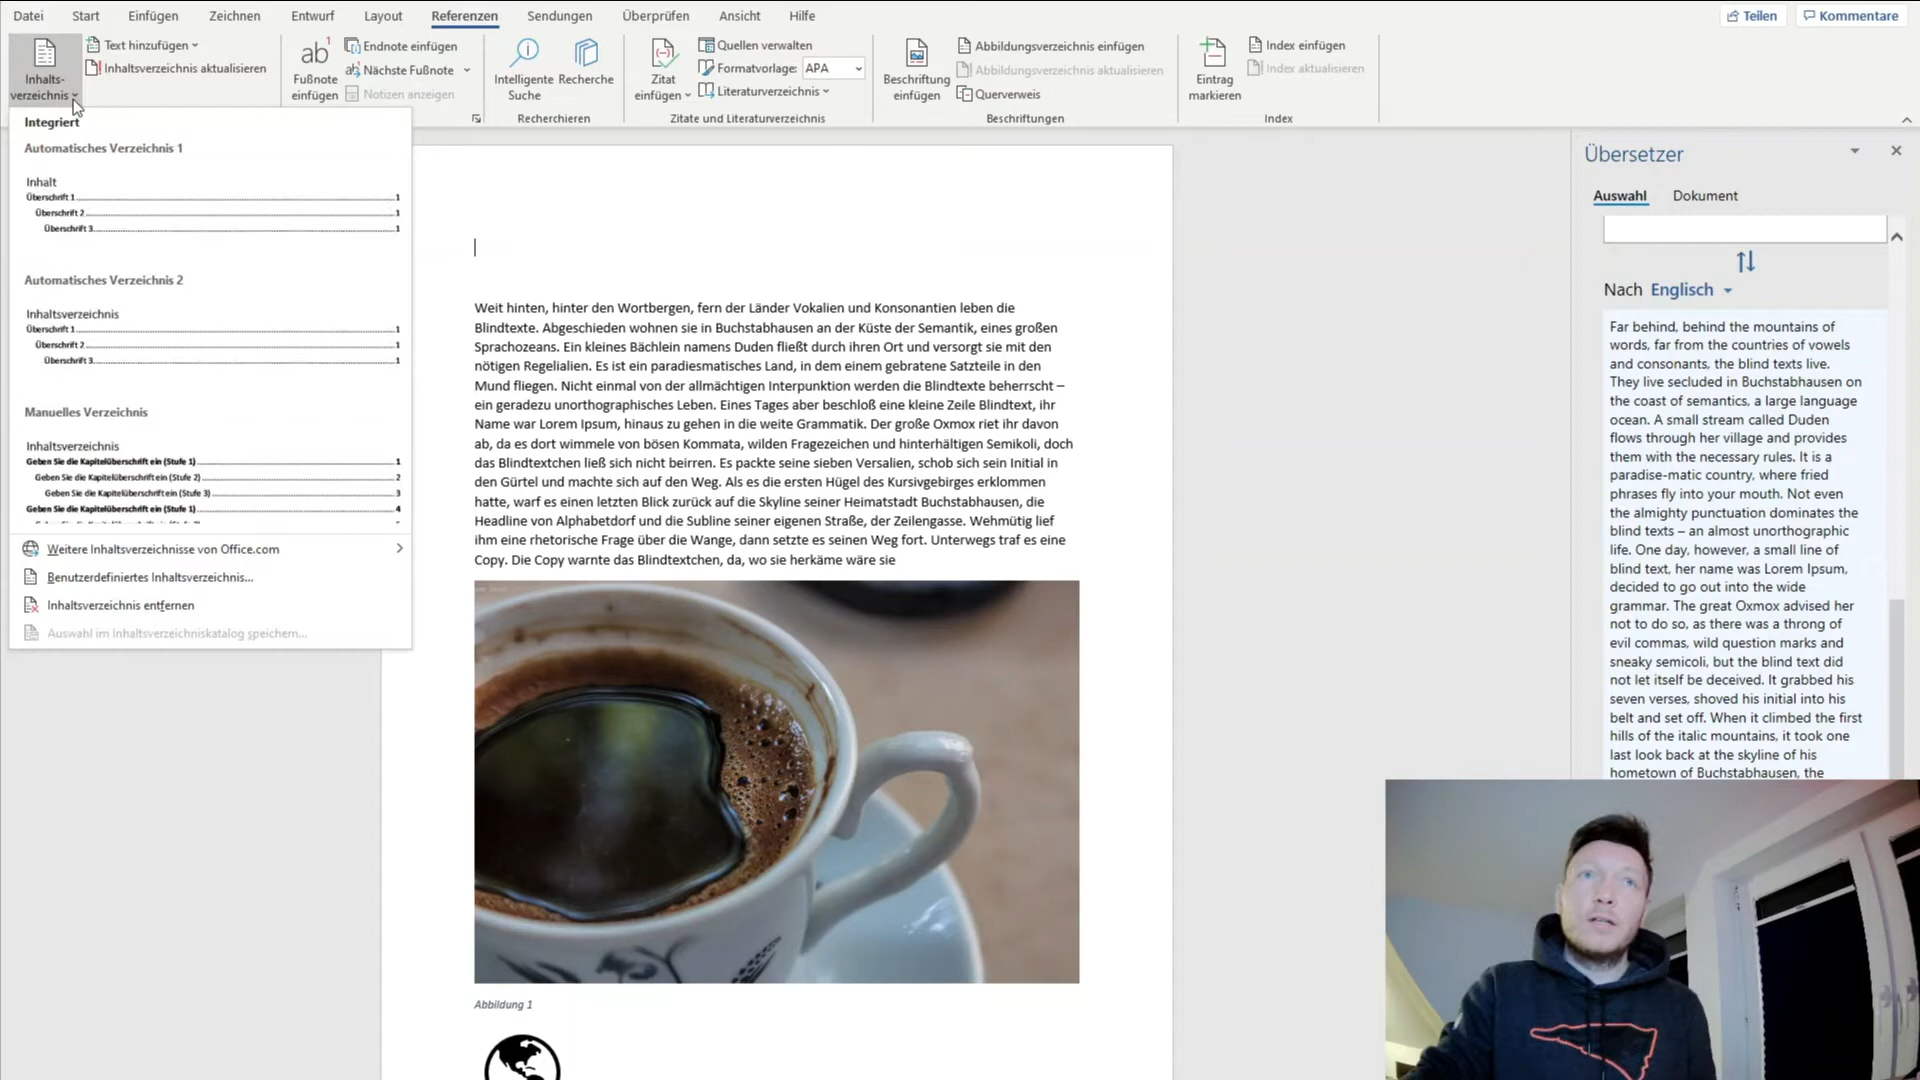 Datei Start Einfügen Zeichnen Entwurf Layout Referenzen Sendungen Überprüfen Ansicht Hilfe Teilen Kommentare
Inhalts-
verzeichnis
Text hinzufügen
Inhaltsverzeichnis aktualisieren
ab
Fußnote
einfügen
Endnote einfügen
Nächste Fußnote
Notizen anzeigen
Intelligente
Suche
Recherche
Recherchieren
Zitat
einfügen
Quellen verwalten
Formatvorlage: APA
Literaturverzeichnis
Zitate und Literaturverzeichnis
Beschriftung
einfügen
Abbildungsverzeichnis einfügen
Abbildungsverzeichnis aktualisieren
Querverweis
Beschriftungen
Eintrag
markieren
Index einfügen
Index aktualisieren
Index
Integriert
Automatisches Verzeichnis 1
Inhalt
Überschrift 1 1
Überschrift 2 1
Überschrift 3 1
Automatisches Verzeichnis 2
Inhaltsverzeichnis
Überschrift 1 1
Überschrift 2 1
Überschrift 3 1
Manuelles Verzeichnis
Inhaltsverzeichnis
Geben Sie die Kapitelüberschrift ein (Stufe 1) 1
Geben Sie die Kapitelüberschrift ein (Stufe 2) 2
Geben Sie die Kapitelüberschrift ein (Stufe 3) 3
Geben Sie die Kapitelüberschrift ein (Stufe 1) 4
Weitere Inhaltsverzeichnisse von Office.com
Benutzerdefiniertes Inhaltsverzeichnis...
Inhaltsverzeichnis entfernen
Auswahl im Inhaltsverzeichniskatalog speichern...
Weit hinten, hinter den Wortbergen, fern der Länder Vokalien und Konsonantien leben die
Blindtexte. Abgeschieden wohnen sie in Buchstabhausen an der Küste der Semantik, eines großen
Sprachozeans. Ein kleines Bächlein namens Duden fließt durch ihren Ort und versorgt sie mit den
nötigen Regelialien. Es ist ein paradiesmatisches Land, in dem einem gebratene Satzteile in den
Mund fliegen. Nicht einmal von der allmächtigen Interpunktion werden die Blindtexte beherrscht –
ein geradezu unorthographisches Leben. Eines Tages aber beschloß eine kleine Zeile Blindtext, ihr
Name war Lorem Ipsum, hinaus zu gehen in die weite Grammatik. Der große Oxmox riet ihr davon
ab, da es dort wimmele von bösen Kommata, wilden Fragezeichen und hinterhältigen Semikoli, doch
das Blindtextchen ließ sich nicht beirren. Es packte seine sieben Versalien, schob sich sein Initial in
den Gürtel und machte sich auf den Weg. Als es die ersten Hügel des Kursivgebirges erklommen
hatte, warf es einen letzten Blick zurück auf die Skyline seiner Heimatstadt Buchstabhausen, die
Headline von Alphabetdorf und die Subline seiner eigenen Straße, der Zeilengasse. Wehmütig lief
ihm eine rhetorische Frage über die Wange, dann setzte es seinen Weg fort. Unterwegs traf es eine
Copy. Die Copy warnte das Blindtextchen, da, wo sie herkäme wäre sie
Abbildung 1
Übersetzer
Auswahl Dokument
Nach Englisch
Far behind, behind the mountains of
words, far from the countries of vowels
and consonants, the blind texts live.
They live secluded in Buchstabhausen on
the coast of semantics, a large language
ocean. A small stream called Duden
flows through her village and provides
them with the necessary rules. It is a
paradise-matic country, where fried
phrases fly into your mouth. Not even
the almighty punctuation dominates the
blind texts – an almost unorthographic
life. One day, however, a small line of
blind text, her name was Lorem Ipsum,
decided to go out into the wide
grammar. The great Oxmox advised her
not to do so, as there was a throng of
evil commas, wild question marks and
sneaky semicoli, but the blind text did
not let itself be deceived. It grabbed his
seven verses, shoved his initial into his
belt and set off. When it climbed the first
hills of the italic mountains, it took one
last look back at the skyline of his
hometown of Buchstabhausen, the